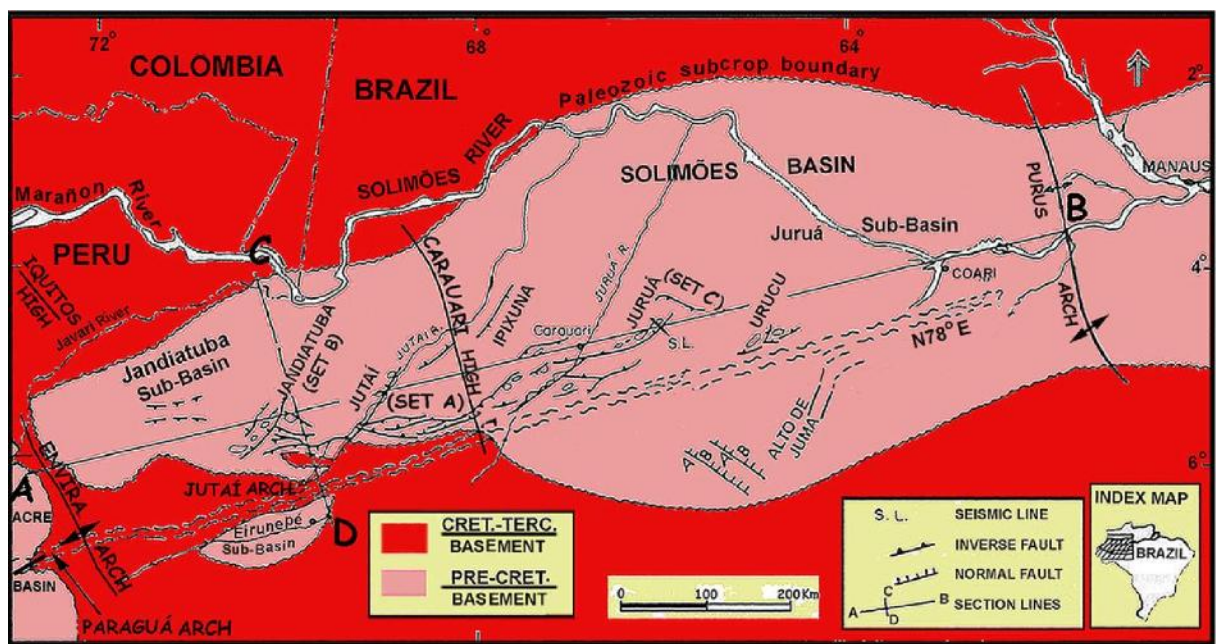 72
68
64
COLOMBIA
BRAZIL
Paleozoic subcrop boundary
2°
SOLIMÕES RIVER
SOLIMÕES BASIN
MANAUS
PURUS
ARCH
B
Marañon River
PERU
C
IQUITOS HIGH
Javari River
CARAUARI HIGH
Juruá Sub-Basin
COARI
4°
JURUÁ R.
IPIXUNA
JUTAÍ R.
Carauari
JURUÁ
(SET C)
S.L.
URUCU
N78°E
Jandiatuba
Sub-Basin
JANDIATUBA
(SET B)
JUTAÍ
(SET A)
ALTO DE
JUMA
A
B
A
B
?
6°
ENVIRA ARCH
A
ACRE
BASIN
JUTAÍ ARCH
Eirunepé
Sub-Basin
D
PARAGUÁ ARCH
CRET.-TERC.
BASEMENT
PRE-CRET.
BASEMENT
0 100 200 Km
S. L. SEISMIC LINE
INVERSE FAULT
NORMAL FAULT
A B C D SECTION LINES
INDEX MAP
BRAZIL